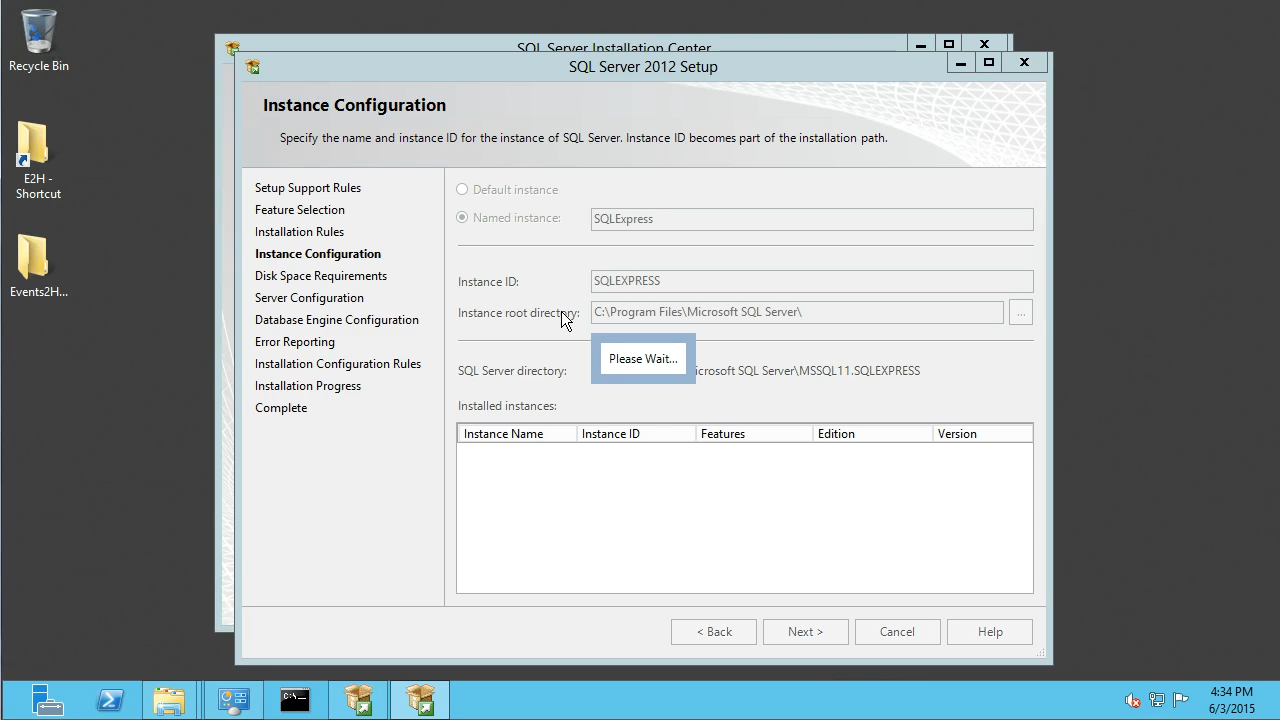 Recycle Bin
E2H -
Shortcut
Events2H...
SQL Server Installation Center
SQL Server 2012 Setup
Instance Configuration
Specify the name and instance ID for the instance of SQL Server. Instance ID becomes part of the installation path.
Setup Support Rules
Feature Selection
Installation Rules
Instance Configuration
Disk Space Requirements
Server Configuration
Database Engine Configuration
Error Reporting
Installation Configuration Rules
Installation Progress
Complete
Default instance
Named instance: SQLExpress
Instance ID: SQLEXPRESS
Instance root directory: C:\Program Files\Microsoft SQL Server\ ...
Please Wait...
SQL Server directory: icrosoft SQL Server\MSSQL11.SQLEXPRESS
Installed instances:
Instance Name Instance ID Features Edition Version
< Back Next > Cancel Help
4:34 PM
6/3/2015